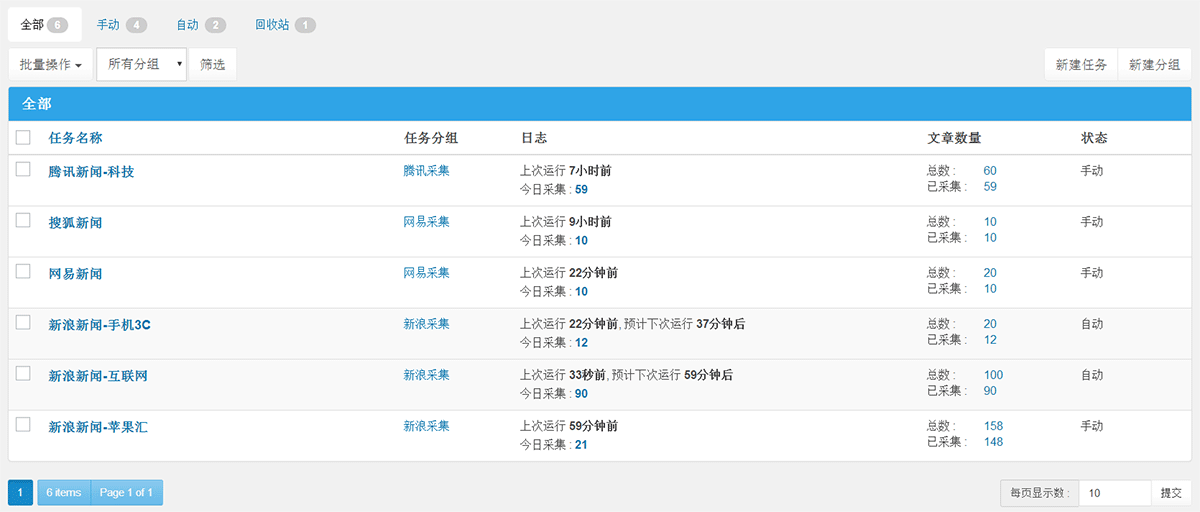 全部 6 手动 4 自动 2 回收站 1
批量操作 所有分组 筛选 新建任务 新建分组
全部
任务名称 任务分组 日志 文章数量 状态
腾讯新闻-科技 腾讯采集 上次运行 7小时前 总数 : 60 手动
今日采集 : 59 已采集 : 59
搜狐新闻 网易采集 上次运行 9小时前 总数 : 10 手动
今日采集 : 10 已采集 : 10
网易新闻 网易采集 上次运行 22分钟前 总数 : 20 手动
今日采集 : 10 已采集 : 10
新浪新闻-手机3C 新浪采集 上次运行 22分钟前, 预计下次运行 37分钟后 总数 : 20 自动
今日采集 : 12 已采集 : 12
新浪新闻-互联网 新浪采集 上次运行 33秒前, 预计下次运行 59分钟后 总数 : 100 自动
今日采集 : 90 已采集 : 90
新浪新闻-苹果汇 新浪采集 上次运行 59分钟前 总数 : 158 手动
今日采集 : 21 已采集 : 148
1 6 items Page 1 of 1 每页显示数 : 10 提交